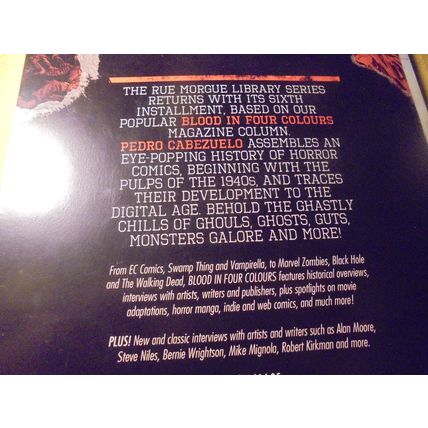 THE RUE MORGUE LIBRARY SERIES
RETURNS WITH ITS SIXTH
INSTALLMENT, BASED ON OUR
POPULAR BLOOD IN FOUR COLOURS
MAGAZINE COLUMN.
PEDRO CABEZUELO ASSEMBLES AN
EYE-POPPING HISTORY OF HORROR
COMICS, BEGINNING WITH THE
PULPS OF THE 1940s, AND TRACES
THEIR DEVELOPMENT TO THE
DIGITAL AGE. BEHOLD THE GHASTLY
CHILLS OF GHOULS, GHOSTS, GUTS,
MONSTERS GALORE AND MORE!
From EC Comics, Swamp Thing and Vampirella, to Marvel Zombies, Black Hole
and The Walking Dead, BLOOD IN FOUR COLOURS features historical overviews,
interviews with artists, writers and publishers, plus spotlights on movie
adaptations, horror manga, indie and web comics, and much more!
PLUS! New and classic interviews with artists and writers such as Alan Moore,
Steve Niles, Bernie Wrightson, Mike Mignola, Robert Kirkman and more.